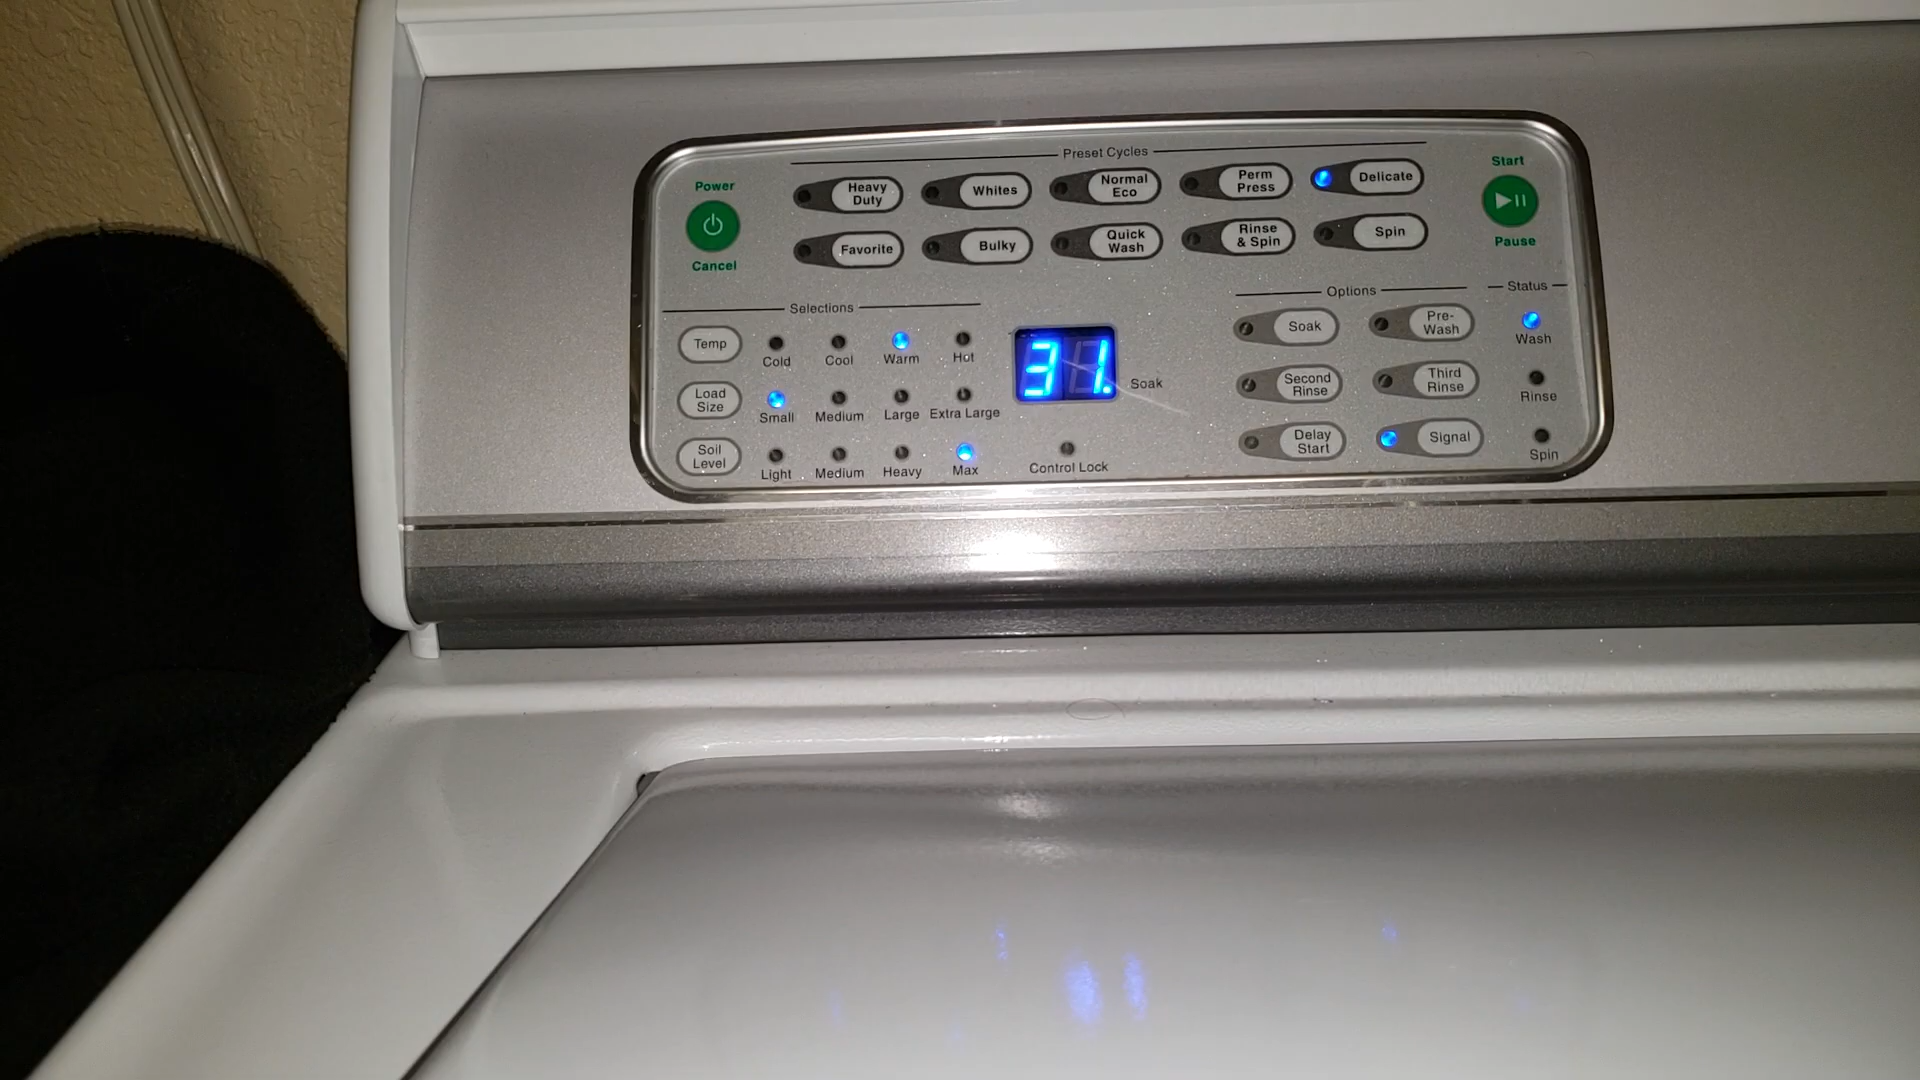 Preset Cycles
Power
Cancel
Heavy
Duty
Whites
Normal
Eco
Perm
Press
Delicate
Favorite
Bulky
Quick
Wash
Rinse
& Spin
Spin
Start
Pause
Selections
Temp
Cold
Cool
Warm
Hot
Load
Size
Small
Medium
Large
Extra Large
Soil
Level
Light
Medium
Heavy
Max
31.
Soak
Control Lock
Options
Soak
Pre-
Wash
Second
Rinse
Third
Rinse
Delay
Start
Signal
Status
Wash
Rinse
Spin